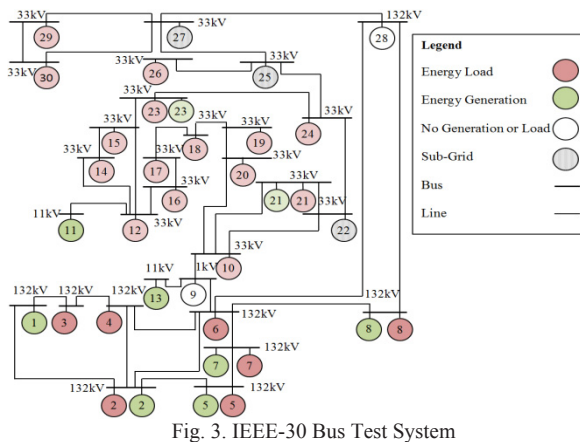 33kV 33kV 33kV 132kV
29 27 28
33kV 33kV 33kV
30 26 25
33kV 33kV
23 23 24
33kV 33kV 33kV
15 18 19
33kV 33kV 33kV
14 17 20
33kV 33kV 33kV
16 21 21
11kV 33kV 33kV
11 12 22
33kV 33kV
11kV 1kV 10
13 9
132kV 132kV 132kV 132kV 132kV
1 3 4 6 8 8
132kV
7 7
132kV 132kV
2 2 5 5
Legend
Energy Load
Energy Generation
No Generation or Load
Sub-Grid
Bus
Line
Fig. 3. IEEE-30 Bus Test System